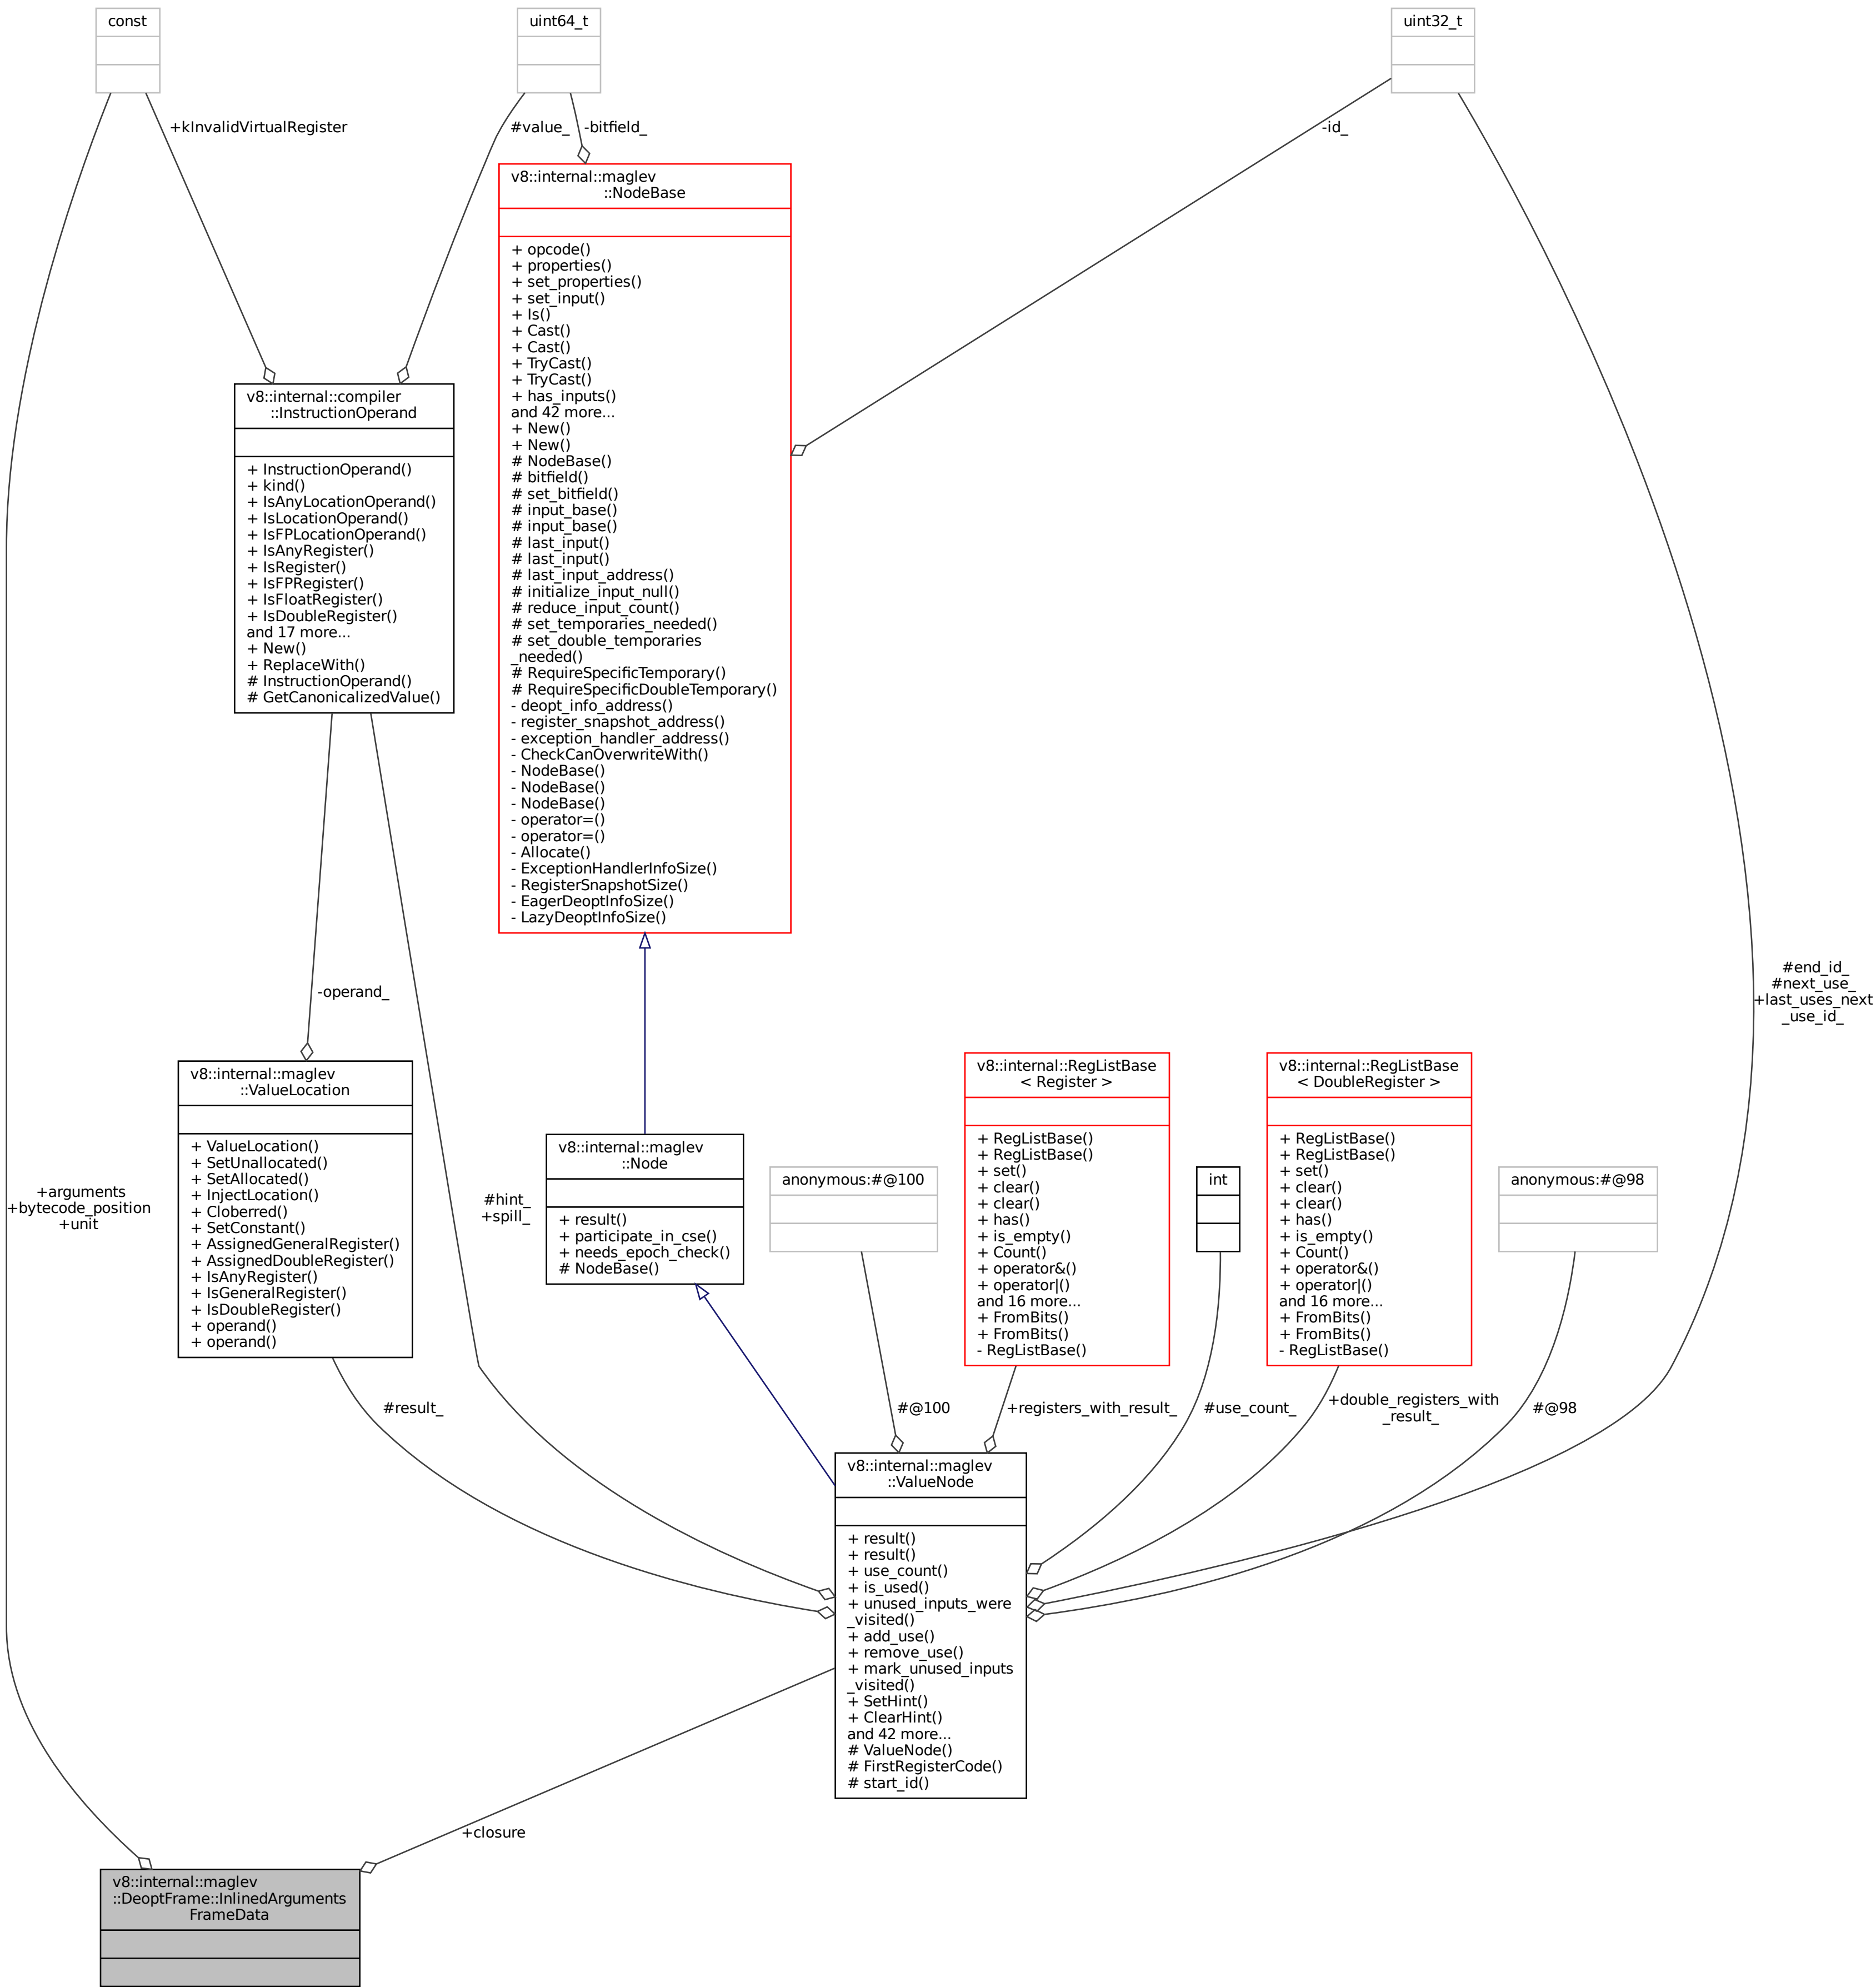 const
uint64_t
uint32_t
+kInvalidVirtualRegister
#value_
-bitfield_
-id_
v8::internal::maglev
::NodeBase
+ opcode()
+ properties()
+ set_properties()
+ set_input()
+ Is()
+ Cast()
+ Cast()
+ TryCast()
+ TryCast()
+ has_inputs()
and 42 more...
+ New()
+ New()
# NodeBase()
# bitfield()
# set_bitfield()
# input_base()
# input_base()
# last_input()
# last_input()
# last_input_address()
# initialize_input_null()
# reduce_input_count()
# set_temporaries_needed()
# set_double_temporaries
_needed()
# RequireSpecificTemporary()
# RequireSpecificDoubleTemporary()
- deopt_info_address()
- register_snapshot_address()
- exception_handler_address()
- CheckCanOverwriteWith()
- NodeBase()
- NodeBase()
- NodeBase()
- operator=()
- operator=()
- Allocate()
- ExceptionHandlerInfoSize()
- RegisterSnapshotSize()
- EagerDeoptInfoSize()
- LazyDeoptInfoSize()
v8::internal::compiler
::InstructionOperand
+ InstructionOperand()
+ kind()
+ IsAnyLocationOperand()
+ IsLocationOperand()
+ IsFPLocationOperand()
+ IsAnyRegister()
+ IsRegister()
+ IsFPRegister()
+ IsFloatRegister()
+ IsDoubleRegister()
and 17 more...
+ New()
+ ReplaceWith()
# InstructionOperand()
# GetCanonicalizedValue()
-operand_
#end_id_
#next_use_
+last_uses_next
_use_id_
v8::internal::maglev
::ValueLocation
+ ValueLocation()
+ SetUnallocated()
+ SetAllocated()
+ InjectLocation()
+ Cloberred()
+ SetConstant()
+ AssignedGeneralRegister()
+ AssignedDoubleRegister()
+ IsAnyRegister()
+ IsGeneralRegister()
+ IsDoubleRegister()
+ operand()
+ operand()
+arguments
+bytecode_position
+unit
#hint_
+spill_
v8::internal::maglev
::Node
+ result()
+ participate_in_cse()
+ needs_epoch_check()
# NodeBase()
anonymous:#@100
v8::internal::RegListBase
< Register >
+ RegListBase()
+ RegListBase()
+ set()
+ clear()
+ clear()
+ has()
+ is_empty()
+ Count()
+ operator&()
+ operator|()
and 16 more...
+ FromBits()
+ FromBits()
- RegListBase()
int
v8::internal::RegListBase
< DoubleRegister >
+ RegListBase()
+ RegListBase()
+ set()
+ clear()
+ clear()
+ has()
+ is_empty()
+ Count()
+ operator&()
+ operator|()
and 16 more...
+ FromBits()
+ FromBits()
- RegListBase()
anonymous:#@98
#result_
#@100
+registers_with_result_
#use_count_
+double_registers_with
_result_
#@98
v8::internal::maglev
::ValueNode
+ result()
+ result()
+ use_count()
+ is_used()
+ unused_inputs_were
_visited()
+ add_use()
+ remove_use()
+ mark_unused_inputs
_visited()
+ SetHint()
+ ClearHint()
and 42 more...
# ValueNode()
# FirstRegisterCode()
# start_id()
+closure
v8::internal::maglev
::DeoptFrame::InlinedArguments
FrameData